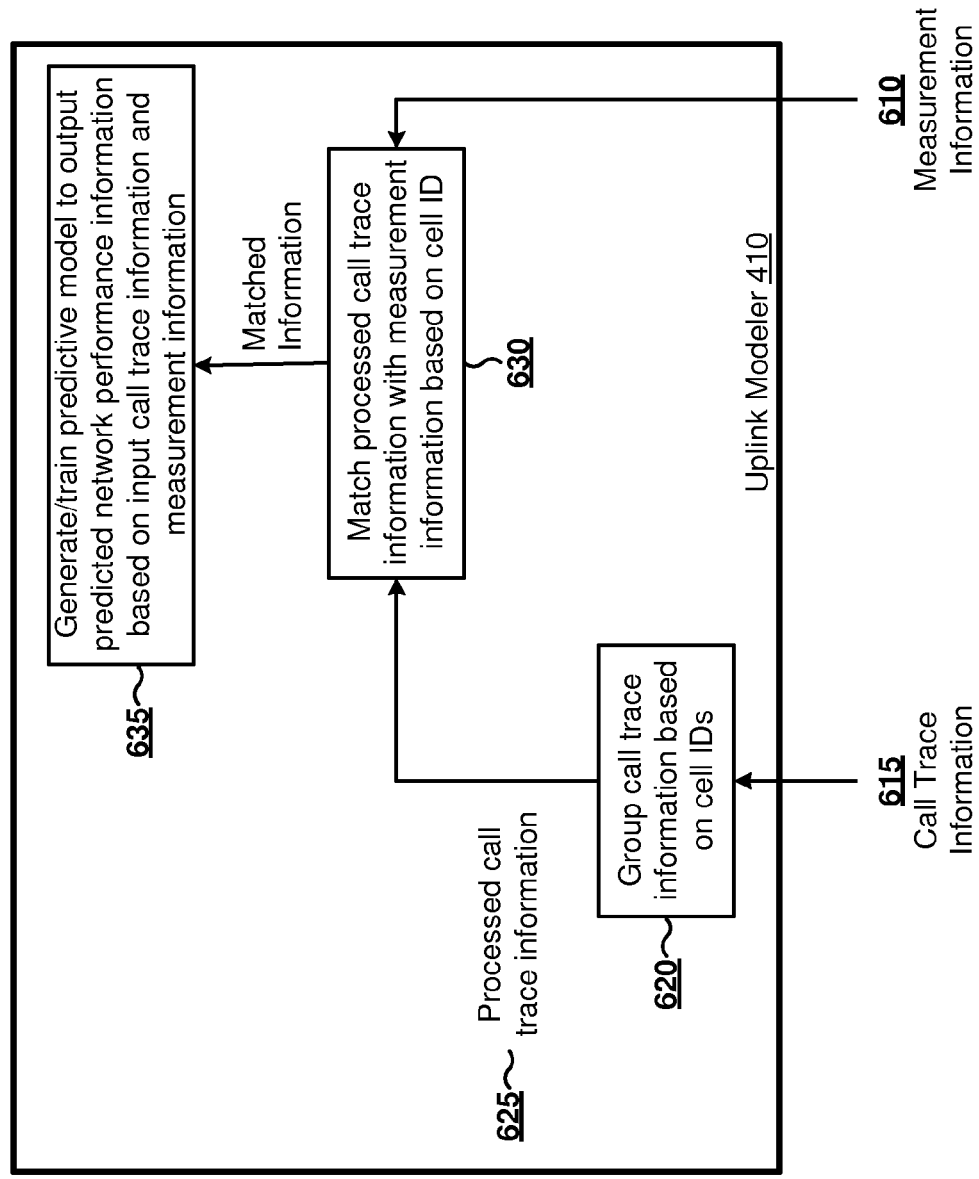 Generate/train predictive model to output
predicted network performance information
based on input call trace information and
measurement information
635
Matched
Information
Match processed call trace
information with measurement
information based on cell ID
630
625
Processed call
trace information
Group call trace
information based
on cell IDs
620
Uplink Modeler 410
615
Call Trace
Information
610
Measurement
Information